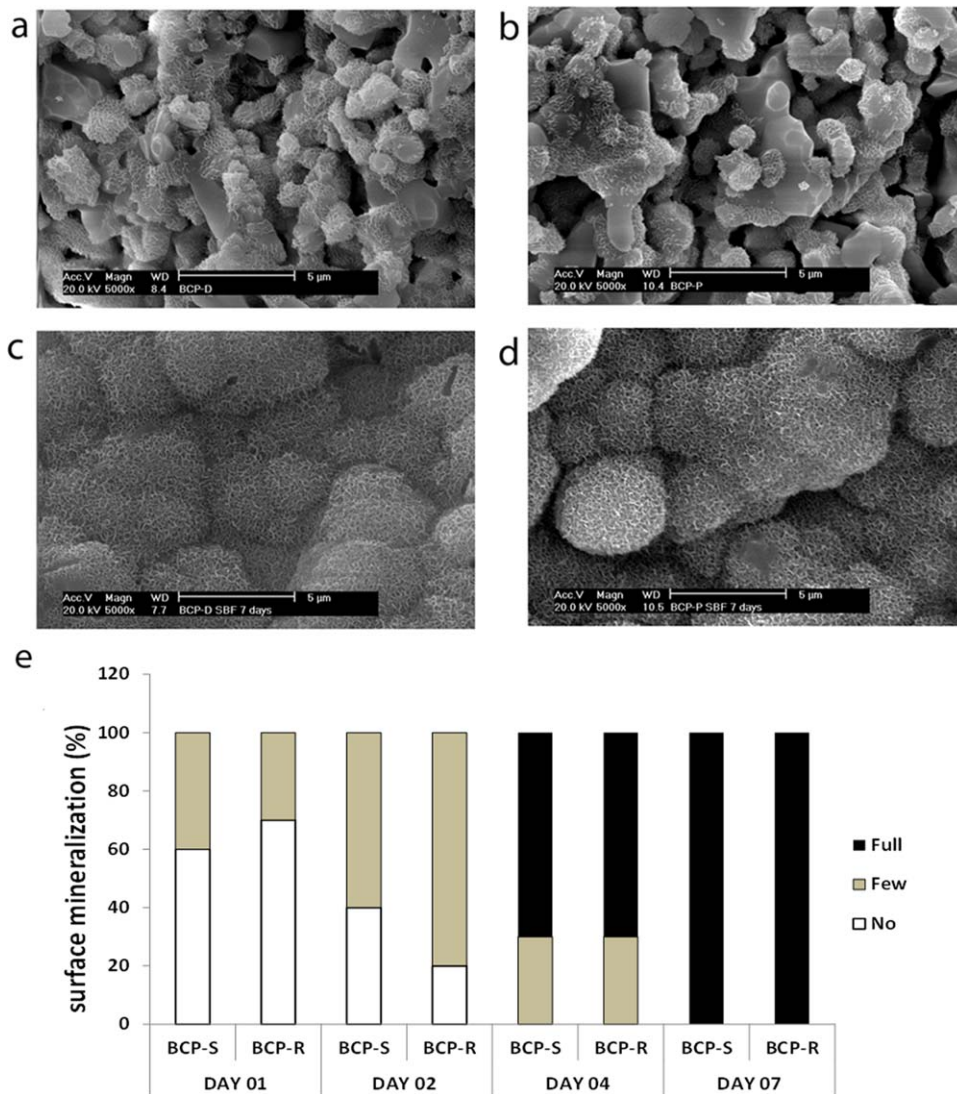 a
b
Acc.V Magn WD 5 µm
20.0 kV 5000x 8.4 BCP-D
Acc.V Magn WD 5 µm
20.0 kV 5000x 10.4 BCP-P
c
d
Acc.V Magn WD 5 µm
20.0 kV 5000x 7.7 BCP-D SBF 7 days
Acc.V Magn WD 5 µm
20.0 kV 5000x 10.5 BCP-P SBF 7 days
e
surface mineralization (%)
120
100
80
60
40
20
0
Full
Few
No
BCP-S BCP-R BCP-S BCP-R BCP-S BCP-R BCP-S BCP-R
DAY 01 DAY 02 DAY 04 DAY 07